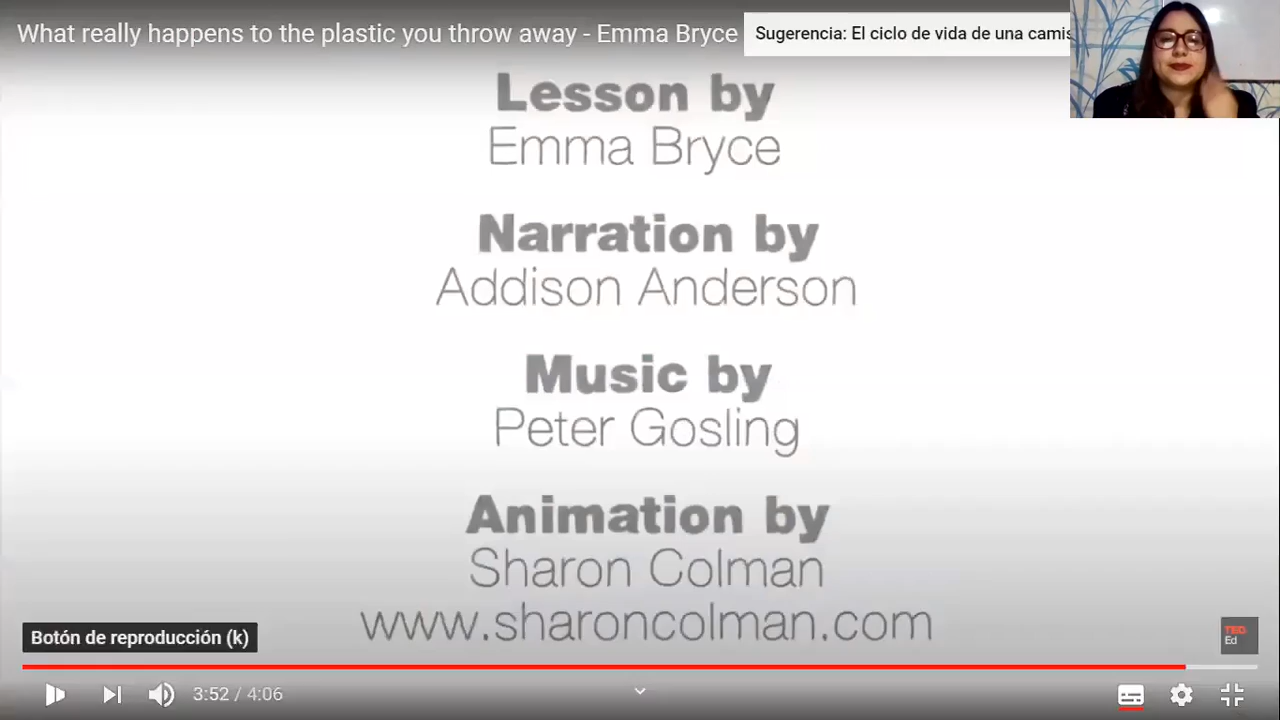 What really happens to the plastic you throw away - Emma Bryce
Sugerencia: El ciclo de vida de una camis
Lesson by
Emma Bryce
Narration by
Addison Anderson
Music by
Peter Gosling
Animation by
Sharon Colman
www.sharoncolman.com
Botón de reproducción (k)
TED
Ed
3:52 / 4:06